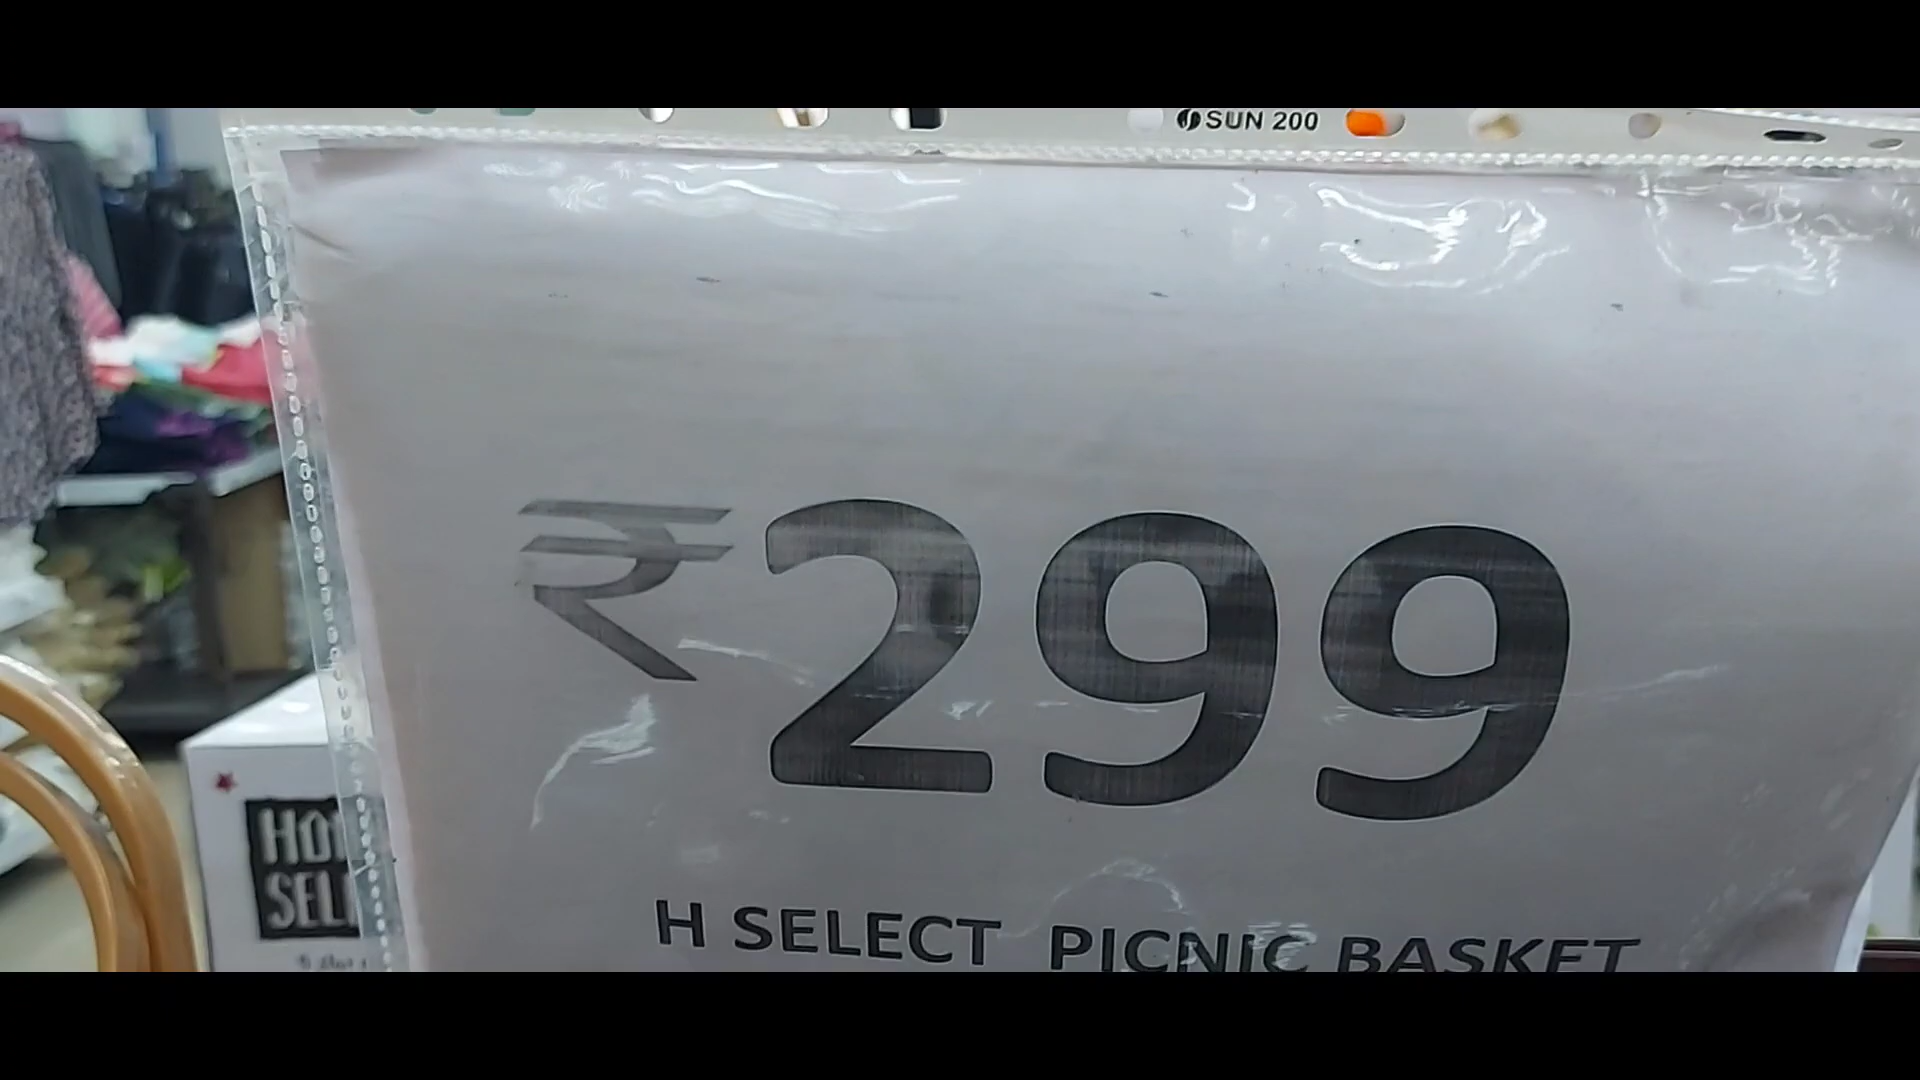 SUN 200
₹299
H SELECT PICNIC BASKET